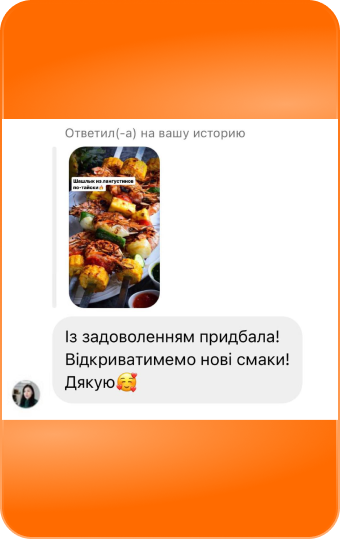 Ответил(-а) на вашу историю
Шашлык из лангустинов
по-тайски🔥
Із задоволенням придбала!
Відкриватимемо нові смаки!
Дякую🥰